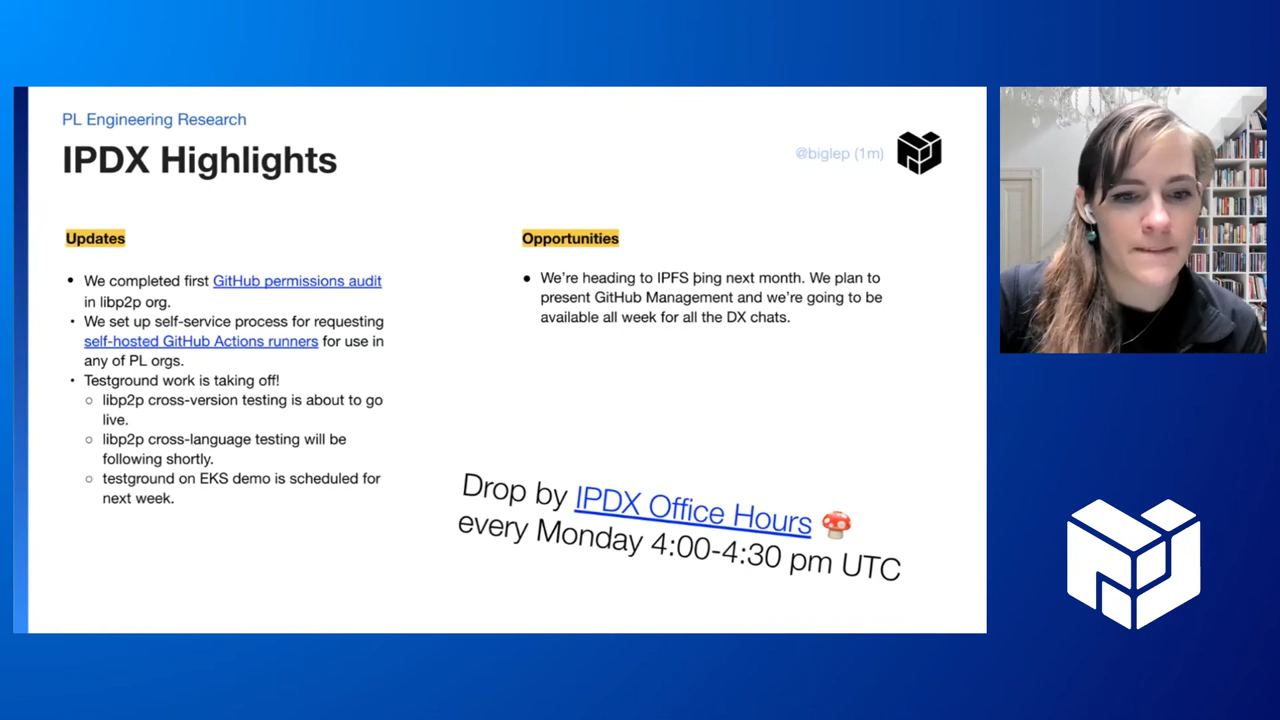 PL Engineering Research
IPDX Highlights
@biglep (1m)
Updates
• We completed first GitHub permissions audit
in libp2p org.
• We set up self-service process for requesting
self-hosted GitHub Actions runners for use in
any of PL orgs.
• Testground work is taking off!
○ libp2p cross-version testing is about to go
live.
○ libp2p cross-language testing will be
following shortly.
○ testground on EKS demo is scheduled for
next week.
Opportunities
● We're heading to IPFS þing next month. We plan to
present GitHub Management and we're going to be
available all week for all the DX chats.
Drop by IPDX Office Hours 🍄
every Monday 4:00-4:30 pm UTC